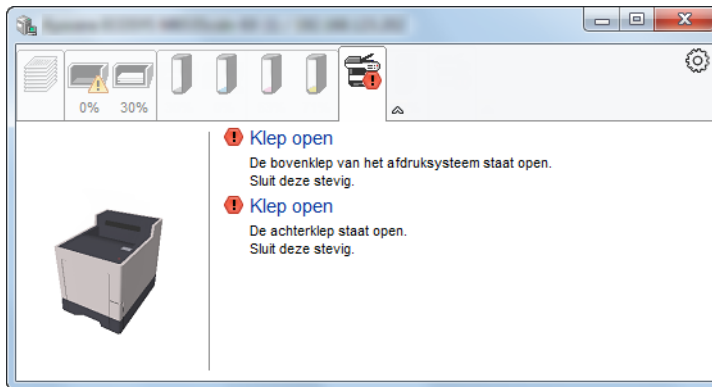 0%
30%
Klep open
De bovenklep van het afdruksysteem staat open.
Sluit deze stevig.
Klep open
De achterklep staat open.
Sluit deze stevig.